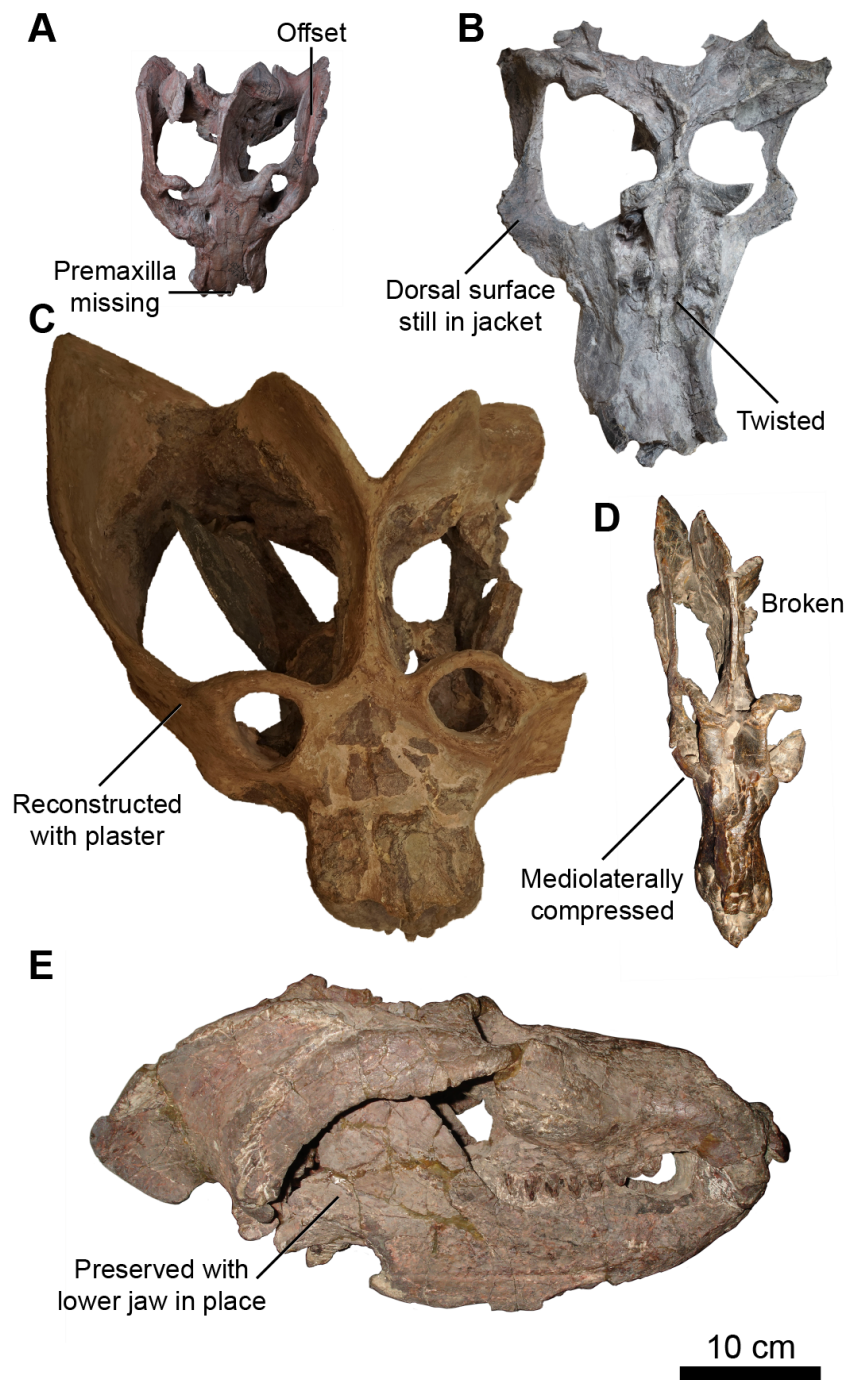 A
Offset
Premaxilla
missing
B
Dorsal surface
still in jacket
Twisted
C
Reconstructed
with plaster
D
Broken
Mediolaterally
compressed
E
Preserved with
lower jaw in place
10 cm